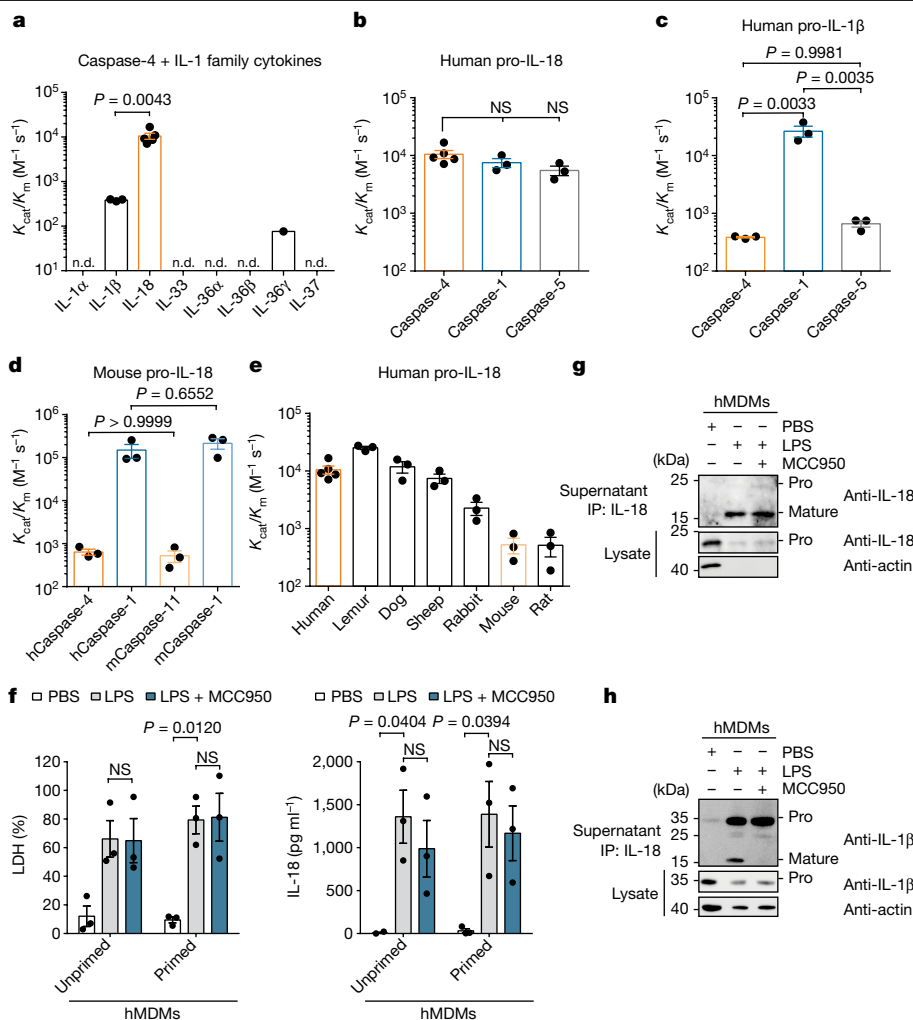 a
Caspase-4 + IL-1 family cytokines
P = 0.0043
Kcat/Km (M⁻¹ s⁻¹)
10⁵
10⁴
10³
10²
10¹
n.d. n.d. n.d. n.d. n.d.
IL-1α IL-1β IL-18 IL-33 IL-36α IL-36β IL-36γ IL-37
b
Human pro-IL-18
NS NS
Kcat/Km (M⁻¹ s⁻¹)
10⁵
10⁴
10³
10²
Caspase-4 Caspase-1 Caspase-5
c
Human pro-IL-1β
P = 0.9981
P = 0.0035
P = 0.0033
Kcat/Km (M⁻¹ s⁻¹)
10⁵
10⁴
10³
10²
Caspase-4 Caspase-1 Caspase-5
d
Mouse pro-IL-18
P = 0.6552
P > 0.9999
Kcat/Km (M⁻¹ s⁻¹)
10⁶
10⁵
10⁴
10³
10²
hCaspase-4 hCaspase-1 mCaspase-11 mCaspase-1
e
Human pro-IL-18
Kcat/Km (M⁻¹ s⁻¹)
10⁵
10⁴
10³
10²
Human Lemur Dog Sheep Rabbit Mouse Rat
g
hMDMs
+ – – PBS
– + + LPS
(kDa) – – + MCC950
25 Pro
Supernatant IP: IL-18 Anti-IL-18
15 Mature
25 Pro Anti-IL-18
Lysate
40 Anti-actin
f
PBS LPS LPS + MCC950
P = 0.0120
NS NS
LDH (%)
120
100
80
60
40
20
0
Unprimed Primed
hMDMs
PBS LPS LPS + MCC950
P = 0.0404 P = 0.0394
NS NS
IL-18 (pg ml⁻¹)
2,000
1,500
1,000
500
0
Unprimed Primed
hMDMs
h
hMDMs
+ – – PBS
– + + LPS
(kDa) – – + MCC950
35 Pro
25
Supernatant IP: IL-18 Anti-IL-1β
15 Mature
35 Pro Anti-IL-1β
Lysate
40 Anti-actin